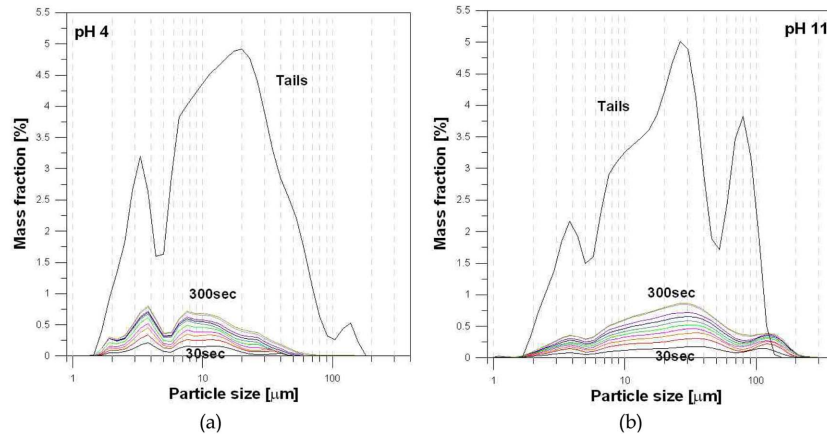 pH 4
Mass fraction [%]
5.5
5
4.5
4
3.5
3
2.5
2
1.5
1
0.5
0
Tails
300sec
30sec
1
10
100
Particle size [µm]
(a)
pH 11
Mass fraction [%]
5.5
5
4.5
4
3.5
3
2.5
2
1.5
1
0.5
0
Tails
300sec
30sec
1
10
100
Particle size [µm]
(b)